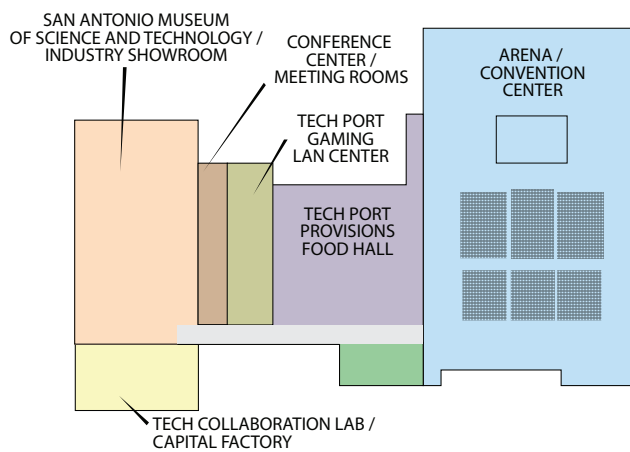 SAN ANTONIO MUSEUM
OF SCIENCE AND TECHNOLOGY /
INDUSTRY SHOWROOM
CONFERENCE
CENTER /
MEETING ROOMS
ARENA /
CONVENTION
CENTER
TECH PORT
GAMING
LAN CENTER
TECH PORT
PROVISIONS
FOOD HALL
TECH COLLABORATION LAB /
CAPITAL FACTORY